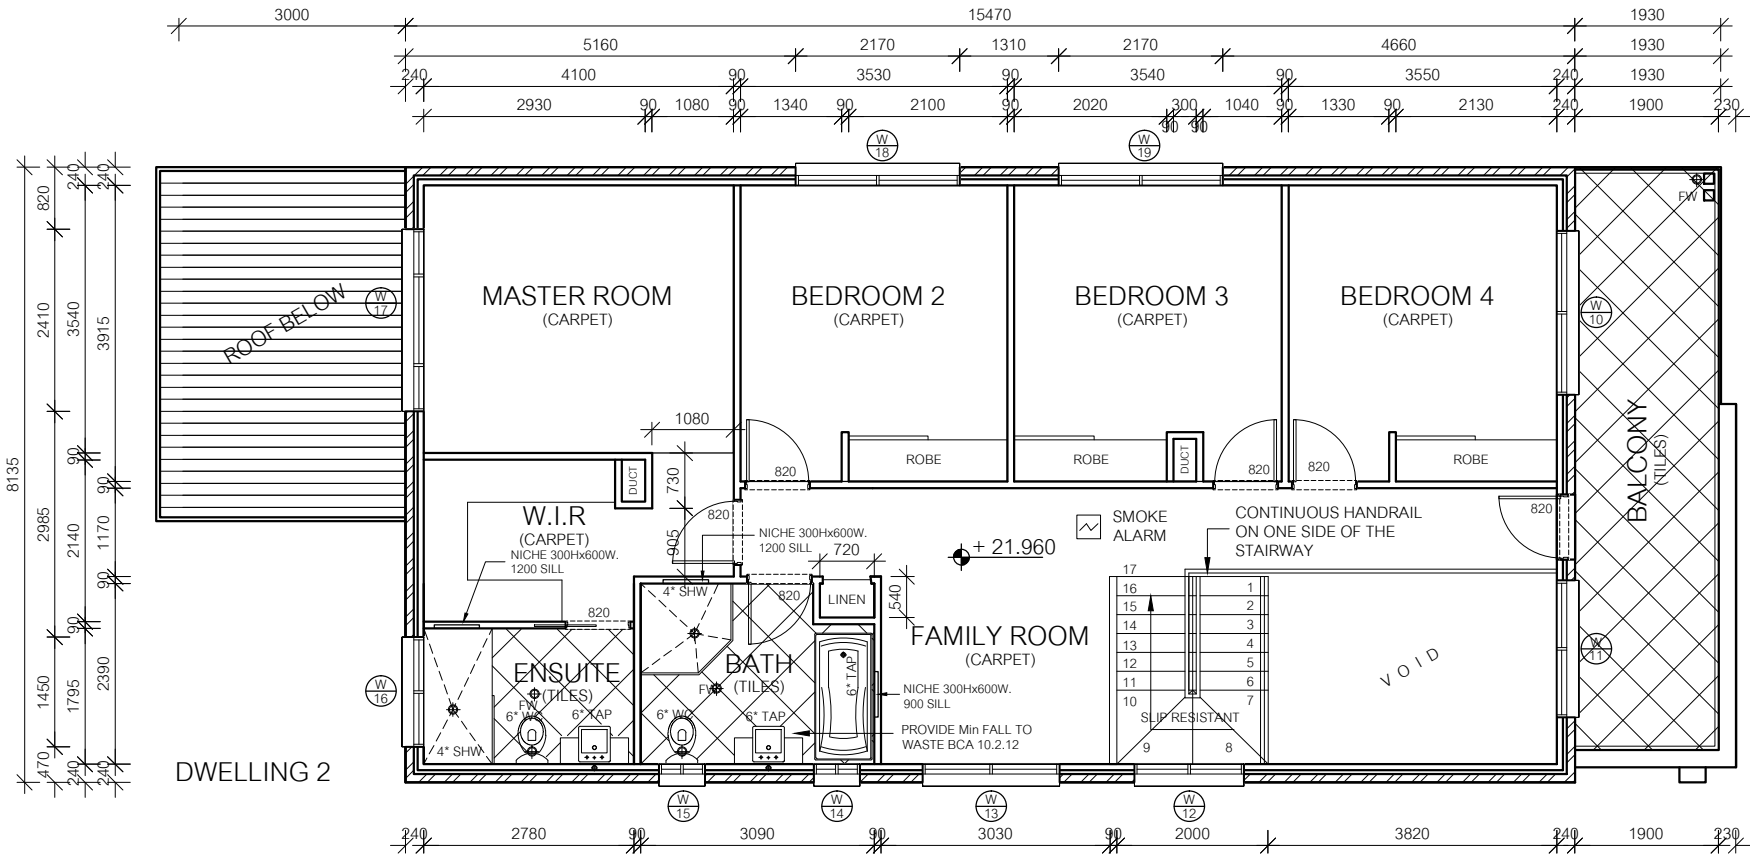 3000 15470 1930
5160 2170 1310 2170 4660 1930
240 4100 90 3530 90 3540 90 3550 240 1930
2930 90 1080 90 1340 90 2100 90 2020 300 1040 90 1330 90 2130 240 1900 230
90 90
W
18
W
19
240 240
820
2410
3540
3915
8135
90
90
2985
2140
1170
90
90
1450
1795
2390
470
240 240
ROOF BELOW
W
17
MASTER ROOM
(CARPET)
BEDROOM 2
(CARPET)
BEDROOM 3
(CARPET)
BEDROOM 4
(CARPET)
FW
W
10
BALCONY
(TILES)
1080
730
905
DUCT
820
ROBE
ROBE
DUCT
820
820
ROBE
W.I.R
(CARPET)
NICHE 300Hx600W.
1200 SILL
820
NICHE 300Hx600W.
1200 SILL
720
+ 21.960
SMOKE
ALARM
CONTINUOUS HANDRAIL
ON ONE SIDE OF THE
STAIRWAY
820
4* SHW
820
LINEN
540
820
17
16
15
14
13
12
11
10
9
1
2
3
4
5
6
7
8
SLIP RESISTANT
FAMILY ROOM
(CARPET)
VOID
W
11
W
16
ENSUITE
(TILES)
FW
6* WC
6* TAP
4* SHW
BATH
(TILES)
FW
6* WC
6* TAP
6* TAP
NICHE 300Hx600W.
900 SILL
PROVIDE Min FALL TO
WASTE BCA 10.2.12
DWELLING 2
W
15
W
14
W
13
W
12
240 2780 90 3090 90 3030 90 2000 3820 240 1900 230